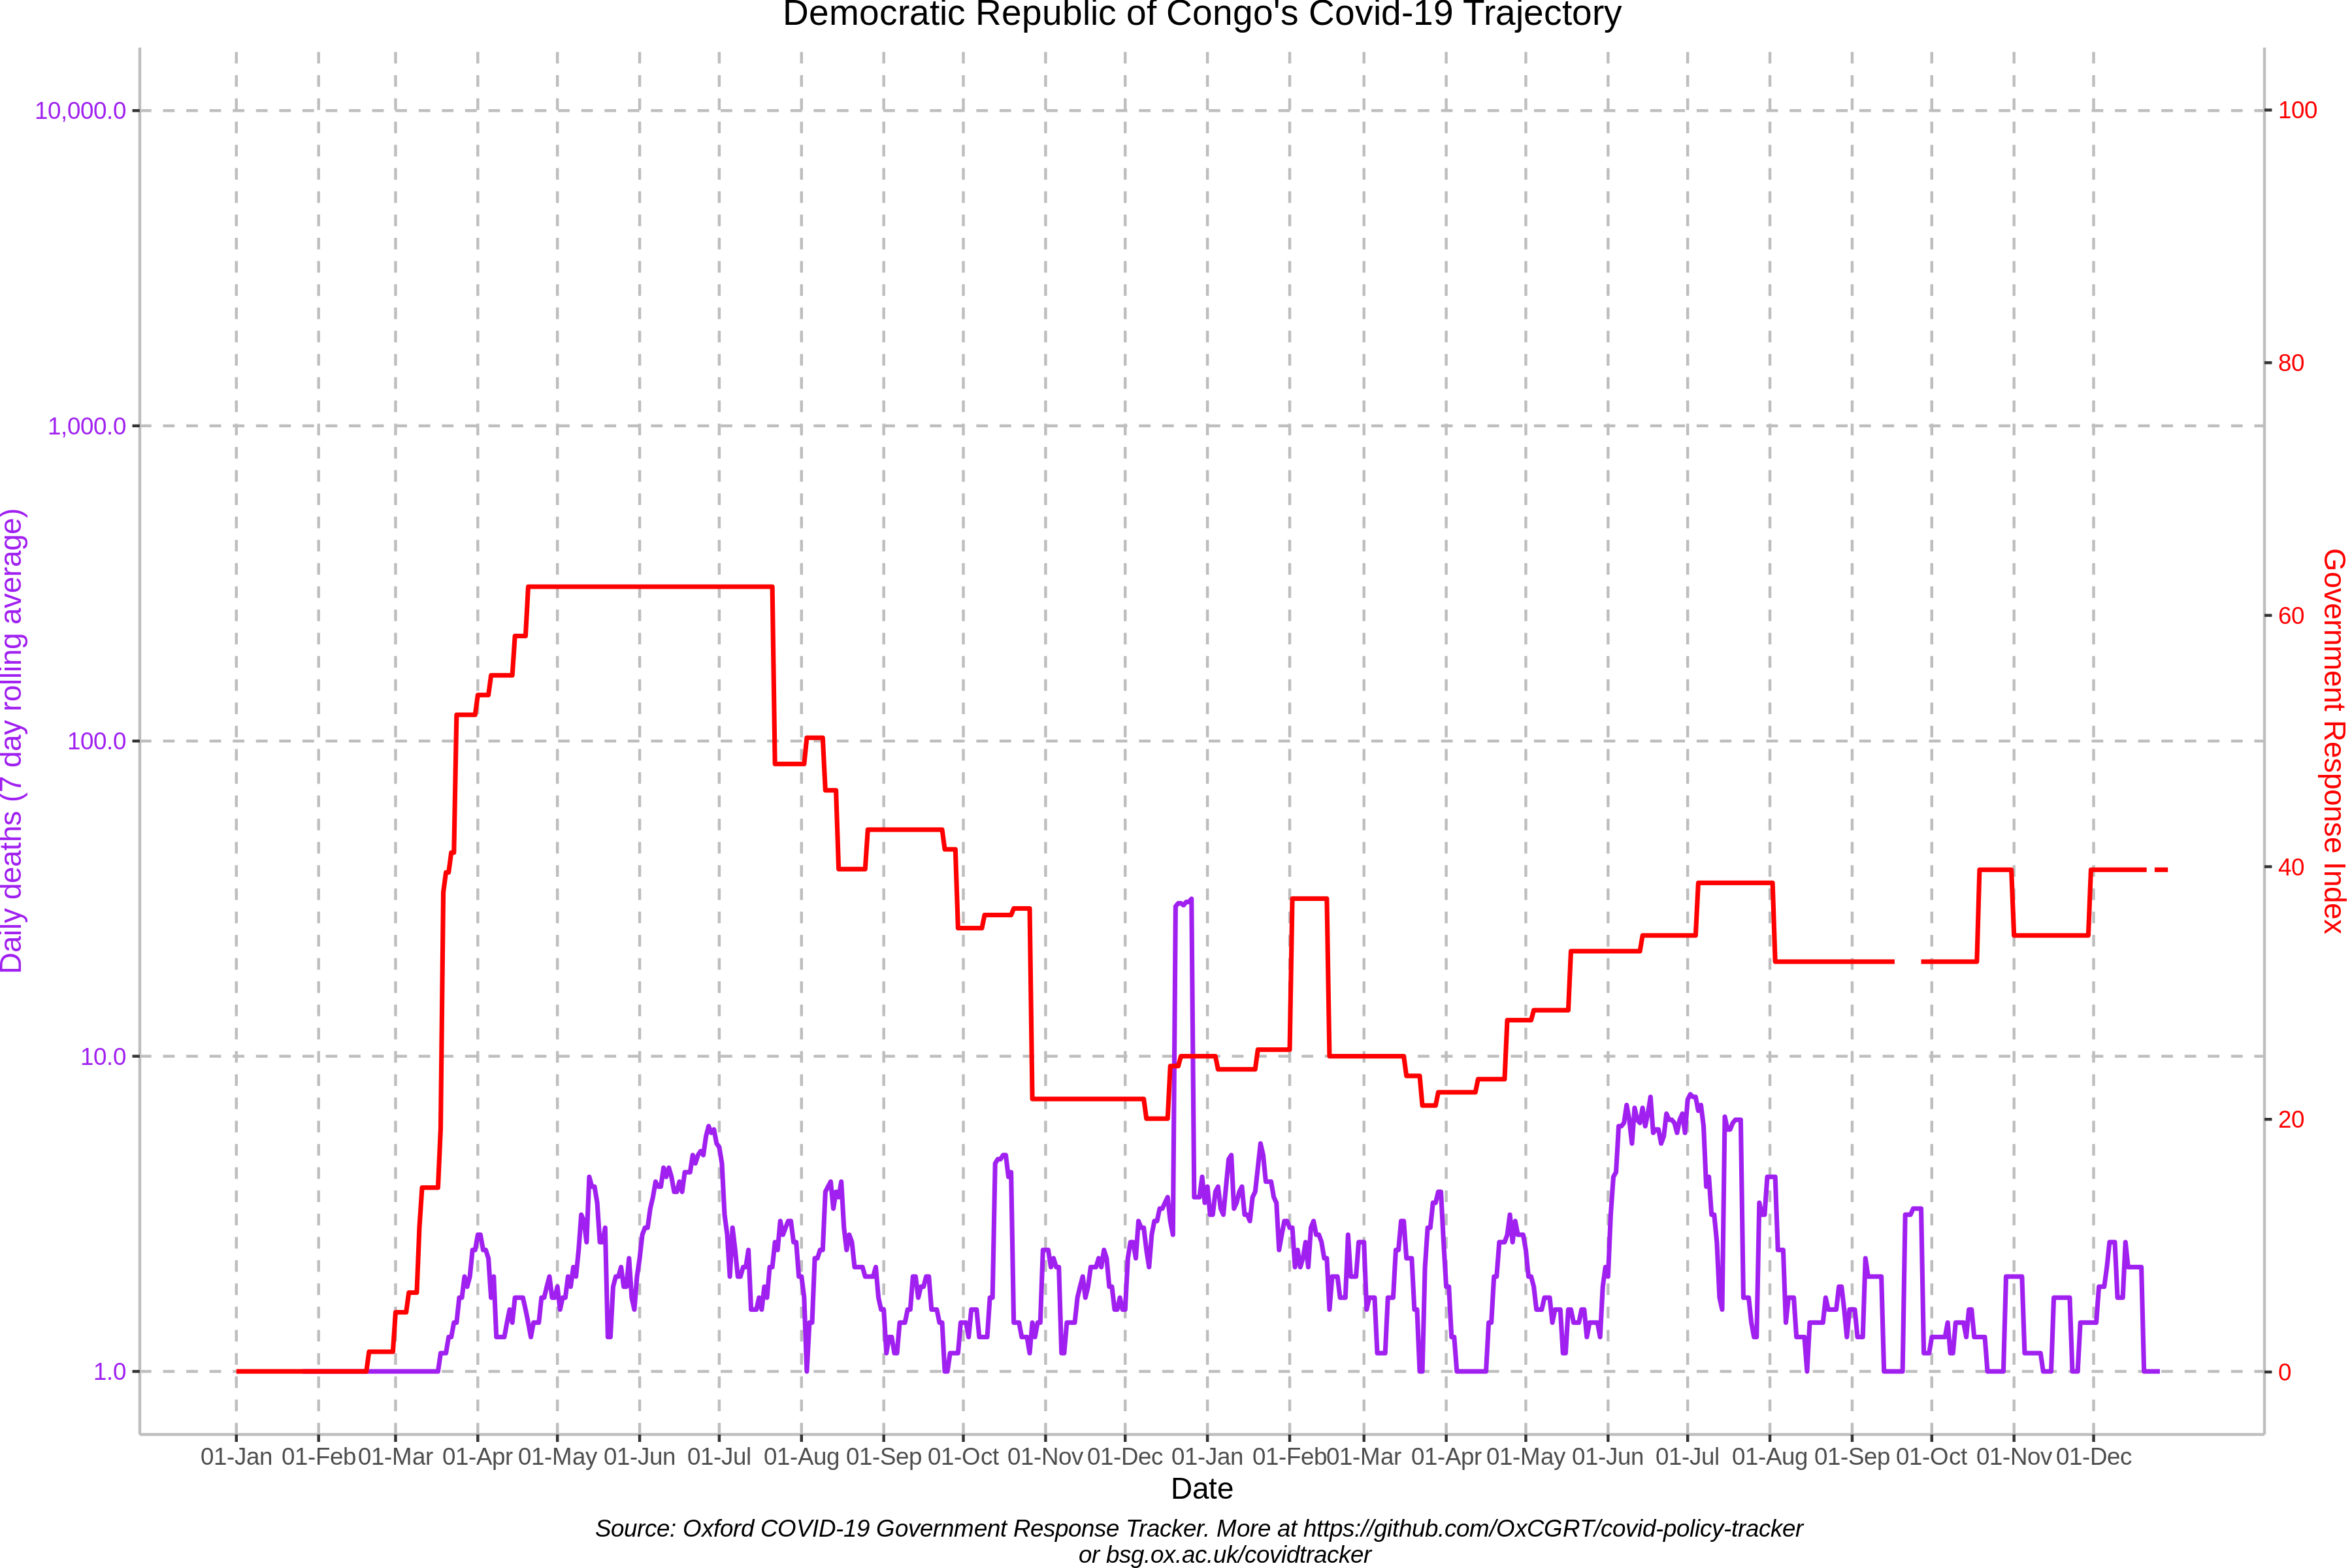 Democratic Republic of Congo's Covid-19 Trajectory
10,000.0
1,000.0
100.0
10.0
1.0
Daily deaths (7 day rolling average)
100
80
60
40
20
0
Government Response Index
01-Jan 01-Feb 01-Mar 01-Apr 01-May 01-Jun 01-Jul 01-Aug 01-Sep 01-Oct 01-Nov 01-Dec 01-Jan 01-Feb 01-Mar 01-Apr 01-May 01-Jun 01-Jul 01-Aug 01-Sep 01-Oct 01-Nov 01-Dec
Date
Source: Oxford COVID-19 Government Response Tracker. More at https://github.com/OxCGRT/covid-policy-tracker
or bsg.ox.ac.uk/covidtracker